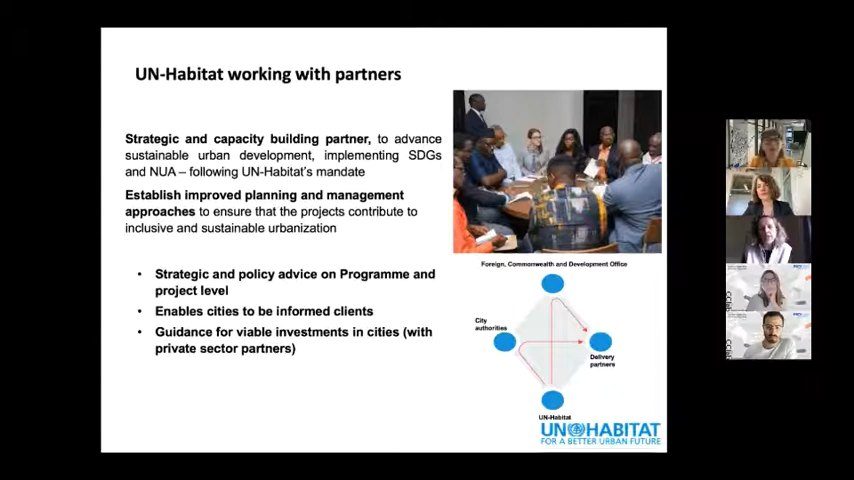 UN-Habitat working with partners
Strategic and capacity building partner, to advance
sustainable urban development, implementing SDGs
and NUA – following UN-Habitat's mandate
Establish improved planning and management
approaches to ensure that the projects contribute to
inclusive and sustainable urbanization
• Strategic and policy advice on Programme and
project level
• Enables cities to be informed clients
• Guidance for viable investments in cities (with
private sector partners)
Foreign, Commonwealth and Development Office
City
authorities
Delivery
partners
UN-Habitat
UN HABITAT
FOR A BETTER URBAN FUTURE